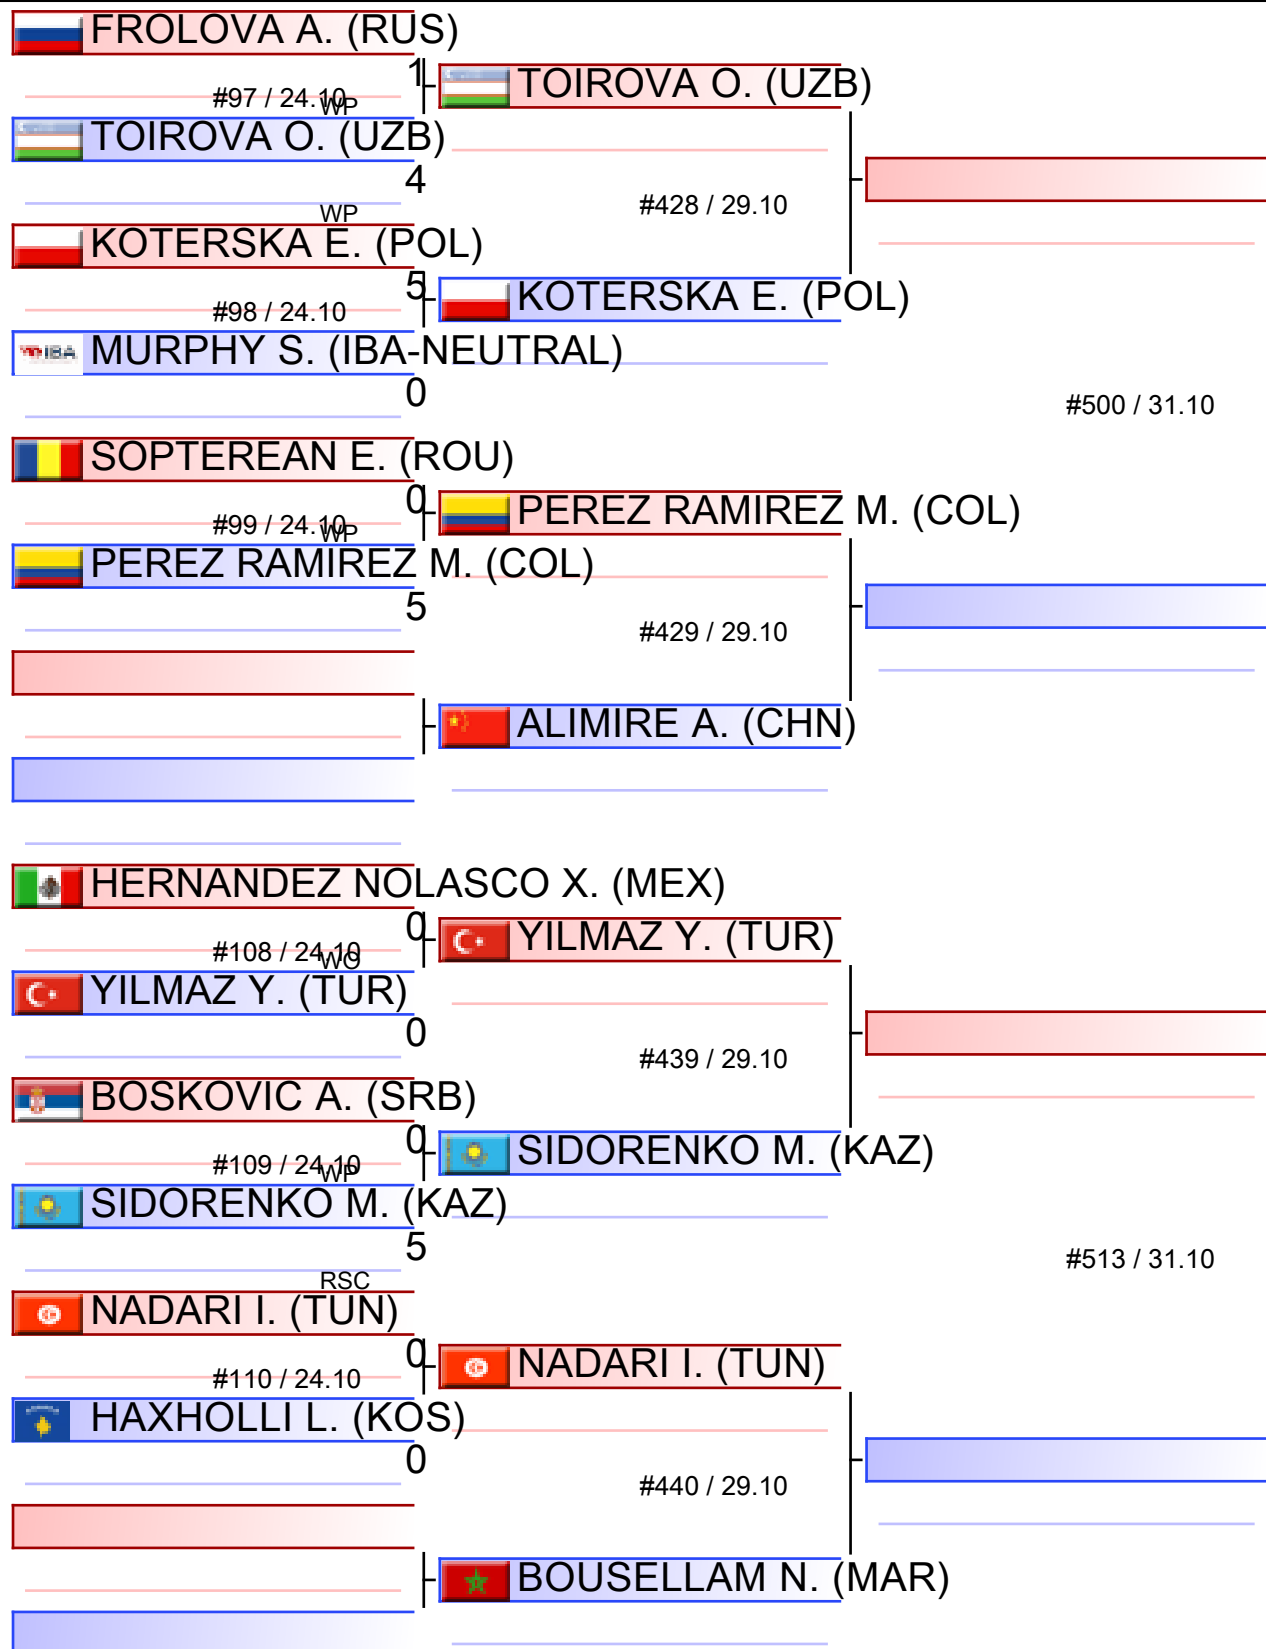 FROLOVA A. (RUS)
1
TOIROVA O. (UZB)
#97 / 24.10
WP
TOIROVA O. (UZB)
4
#428 / 29.10
WP
KOTERSKA E. (POL)
5
KOTERSKA E. (POL)
#98 / 24.10
IBA
MURPHY S. (IBA-NEUTRAL)
0
#500 / 31.10
SOPTEREAN E. (ROU)
0
PEREZ RAMIREZ M. (COL)
#99 / 24.10
WP
PEREZ RAMIREZ M. (COL)
5
#429 / 29.10
ALIMIRE A. (CHN)
HERNANDEZ NOLASCO X. (MEX)
0
YILMAZ Y. (TUR)
#108 / 24.10
WO
YILMAZ Y. (TUR)
0
#439 / 29.10
BOSKOVIC A. (SRB)
0
SIDORENKO M. (KAZ)
#109 / 24.10
WP
SIDORENKO M. (KAZ)
5
#513 / 31.10
RSC
NADARI I. (TUN)
0
NADARI I. (TUN)
#110 / 24.10
HAXHOLLI L. (KOS)
0
#440 / 29.10
BOUSELLAM N. (MAR)